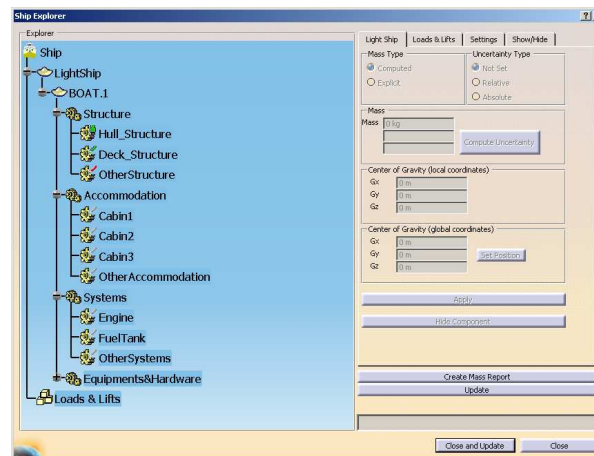 Ship Explorer
?
Explorer
Ship
LightShip
BOAT.1
Structure
Hull_Structure
Deck_Structure
OtherStructure
Accommodation
Cabin1
Cabin2
Cabin3
OtherAccommodation
Systems
Engine
FuelTank
OtherSystems
Equipments&Hardware
Loads & Lifts
Light Ship Loads & Lifts Settings Show/Hide
Mass Type Uncertainty Type
Computed Not Set
Explicit Relative
Absolute
Mass
Mass 0 kg
Compute Uncertainty
Center of Gravity (local coordinates)
Gx 0 m
Gy 0 m
Gz 0 m
Center of Gravity (global coordinates)
Gx 0 m
Gy 0 m Set Position
Gz 0 m
Apply
Hide Component
Create Mass Report
Update
Close and Update Close